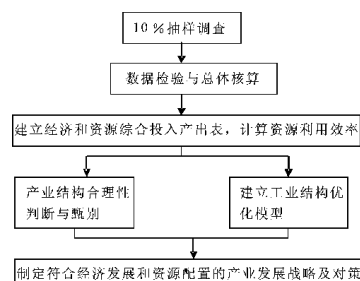 10％抽样调查
数据检验与总体核算
建立经济和资源综合投入产出表，计算资源利用效率
产业结构合理性
判断与甄别
建立工业结构优
化模型
制定符合经济发展和资源配置的产业发展战略及对策